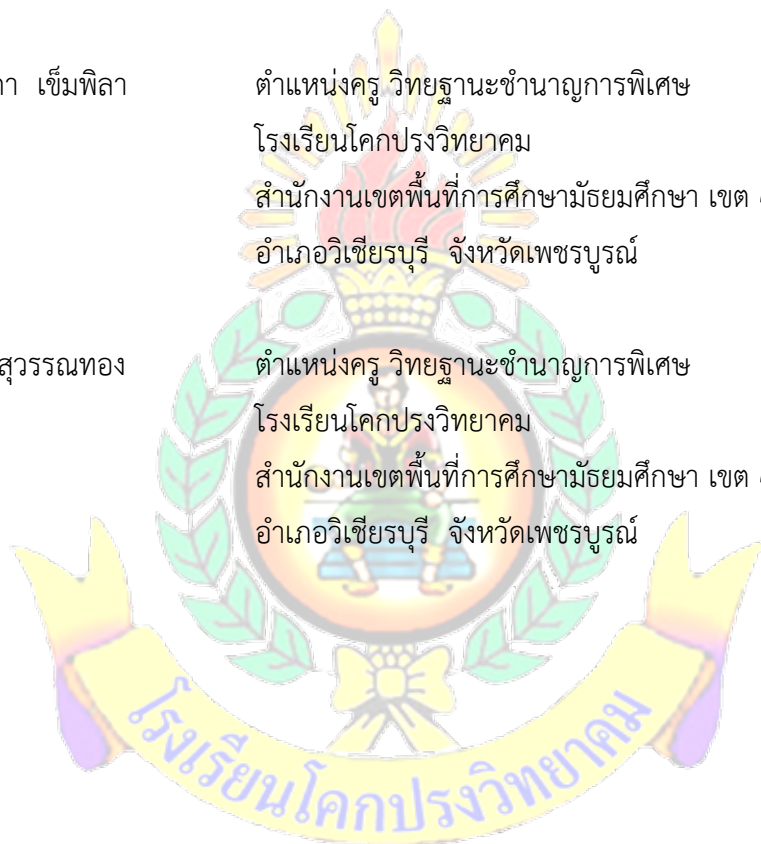 เข็มพิลา ตำแหน่งครู วิทยฐานะชำนาญการพิเศษ
โรงเรียนโคกปรงวิทยาคม
สำนักงานเขตพื้นที่การศึกษามัธยมศึกษา เขต
อำเภอวิเชียรบุรี จังหวัดเพชรบูรณ์
สุวรรณทอง ตำแหน่งครู วิทยฐานะชำนาญการพิเศษ
โรงเรียนโคกปรงวิทยาคม
สำนักงานเขตพื้นที่การศึกษามัธยมศึกษา เขต
อำเภอวิเชียรบุรี จังหวัดเพชรบูรณ์
โรงเรียนโคกปรงวิทยาคม